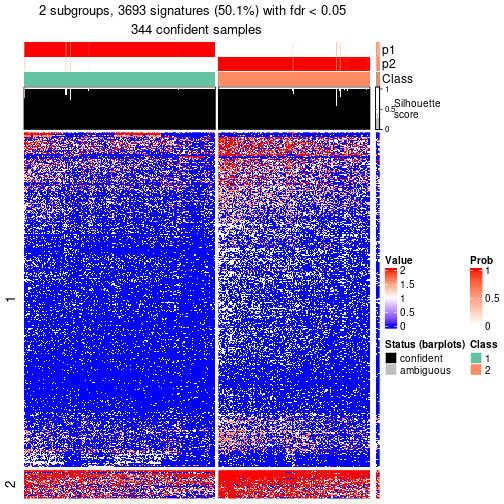 2 subgroups, 3693 signatures (50.1%) with fdr < 0.05
344 confident samples
p1
p2
Class
1
0.5
0
Silhouette
score
1
2
Value
2
1.5
1
0.5
0
Prob
1
0.5
0
Status (barplots)
confident
ambiguous
Class
1
2